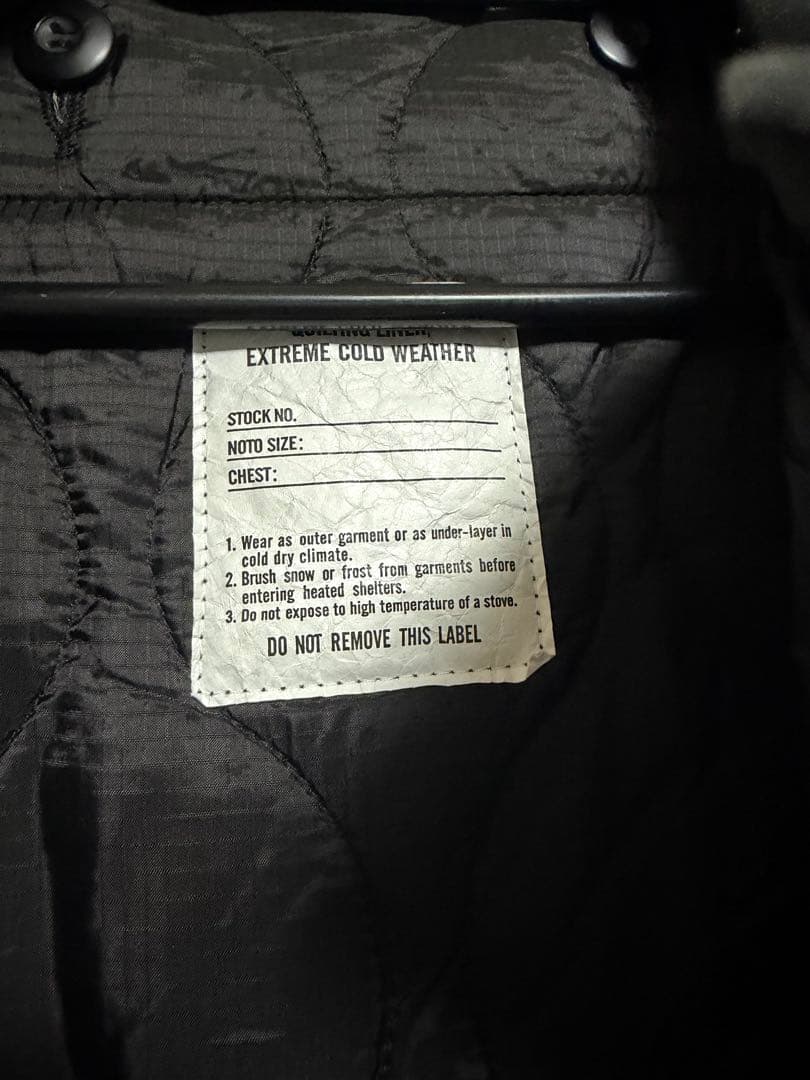 QUILTING LINER,
EXTREME COLD WEATHER
STOCK NO.
NOTO SIZE:
CHEST:
1. Wear as outer garment or as under-layer in
cold dry climate.
2. Brush snow or frost from garments before
entering heated shelters.
3. Do not expose to high temperature of a stove.
DO NOT REMOVE THIS LABEL